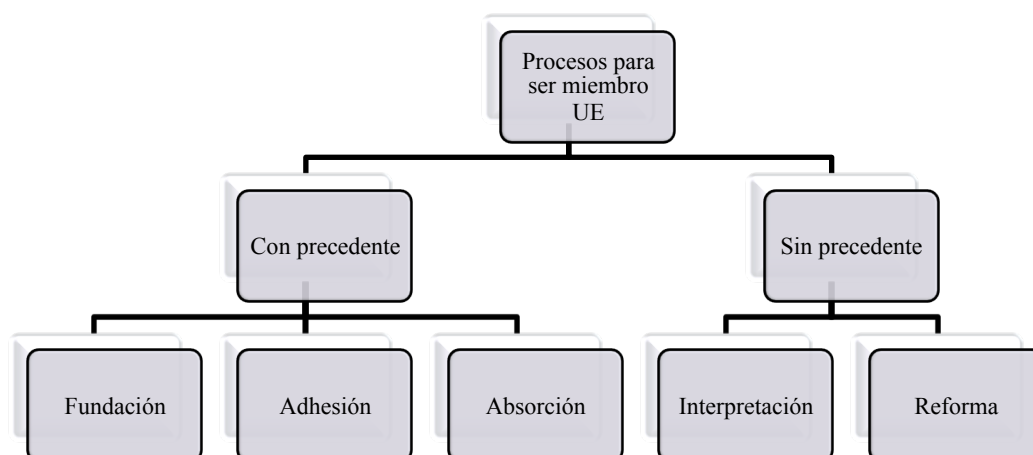 Procesos para
ser miembro
UE
Con precedente
Sin precedente
Fundación
Adhesión
Absorción
Interpretación
Reforma